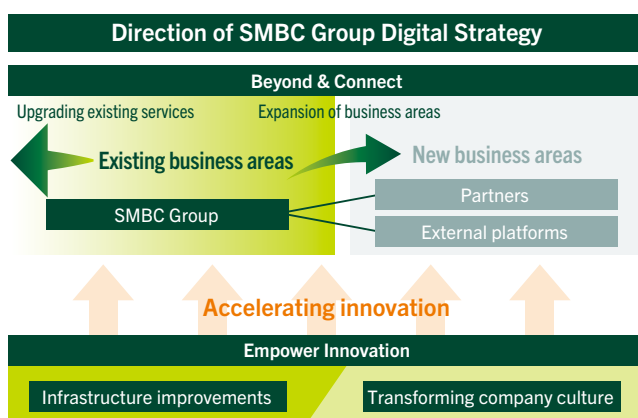 Direction of SMBC Group Digital Strategy
Beyond & Connect
Upgrading existing services
Expansion of business areas
Existing business areas
New business areas
SMBC Group
Partners
External platforms
Accelerating innovation
Empower Innovation
Infrastructure improvements
Transforming company culture